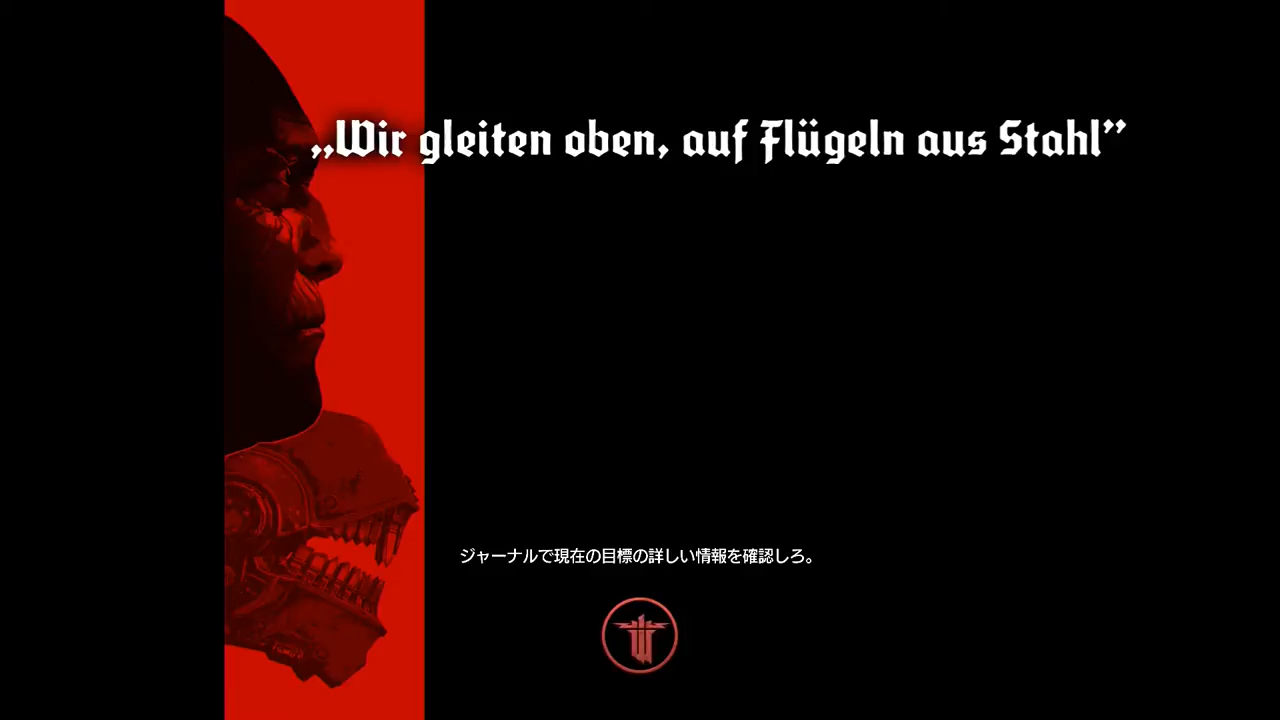 „Wir gleiten oben, auf Flügeln aus Stahl”
ジャーナルで現在の目標の詳しい情報を確認しろ。